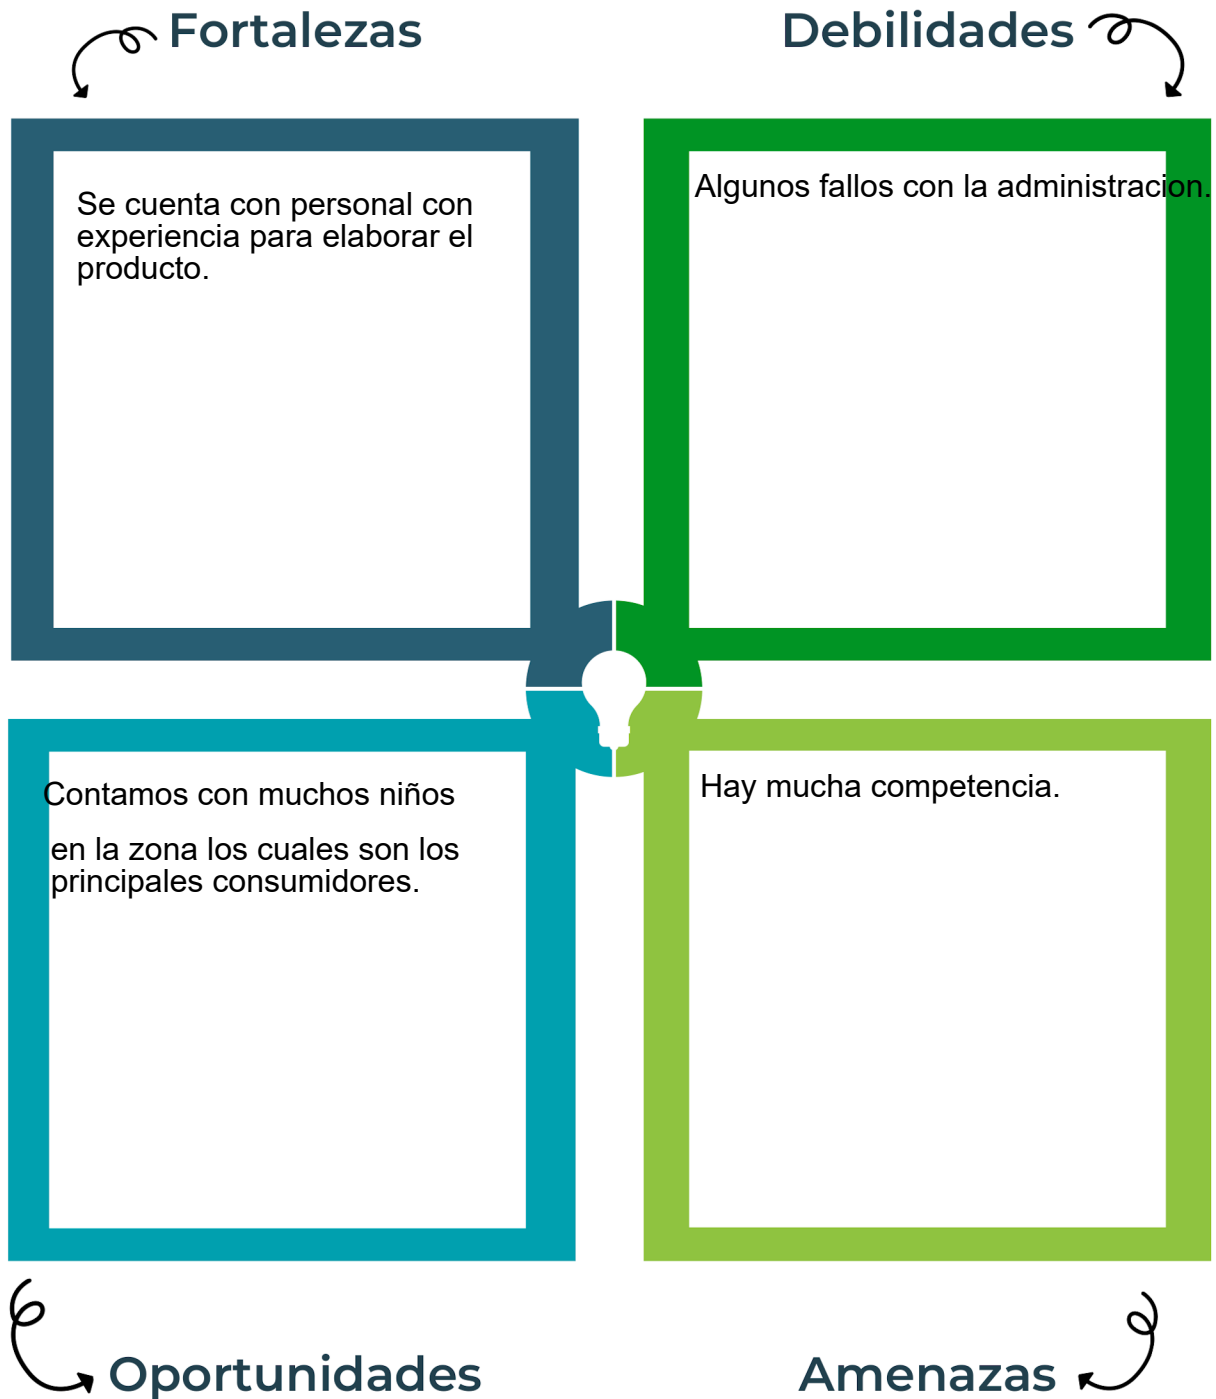 Fortalezas
Se cuenta con personal con
experiencia para elaborar el
producto.
Debilidades
Algunos fallos con la administracion.
Contamos con muchos niños
en la zona los cuales son los
principales consumidores.
Oportunidades
Hay mucha competencia.
Amenazas